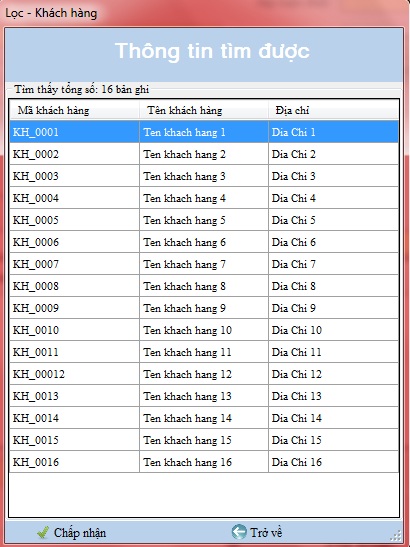 Lọc - Khách hàng
Thông tin tìm được
Tìm thấy tổng số: 16 bản ghi
Mã khách hàng Tên khách hàng Địa chỉ
KH_0001 Ten khach hang 1 Dia Chi 1
KH_0002 Ten khach hang 2 Dia Chi 2
KH_0003 Ten khach hang 3 Dia Chi 3
KH_0004 Ten khach hang 4 Dia Chi 4
KH_0005 Ten khach hang 5 Dia Chi 5
KH_0006 Ten khach hang 6 Dia Chi 6
KH_0007 Ten khach hang 7 Dia Chi 7
KH_0008 Ten khach hang 8 Dia Chi 8
KH_0009 Ten khach hang 9 Dia Chi 9
KH_0010 Ten khach hang 10 Dia Chi 10
KH_0011 Ten khach hang 11 Dia Chi 11
KH_00012 Ten khach hang 12 Dia Chi 12
KH_0013 Ten khach hang 13 Dia Chi 13
KH_0014 Ten khach hang 14 Dia Chi 14
KH_0015 Ten khach hang 15 Dia Chi 15
KH_0016 Ten khach hang 16 Dia Chi 16
Chấp nhận Trở về